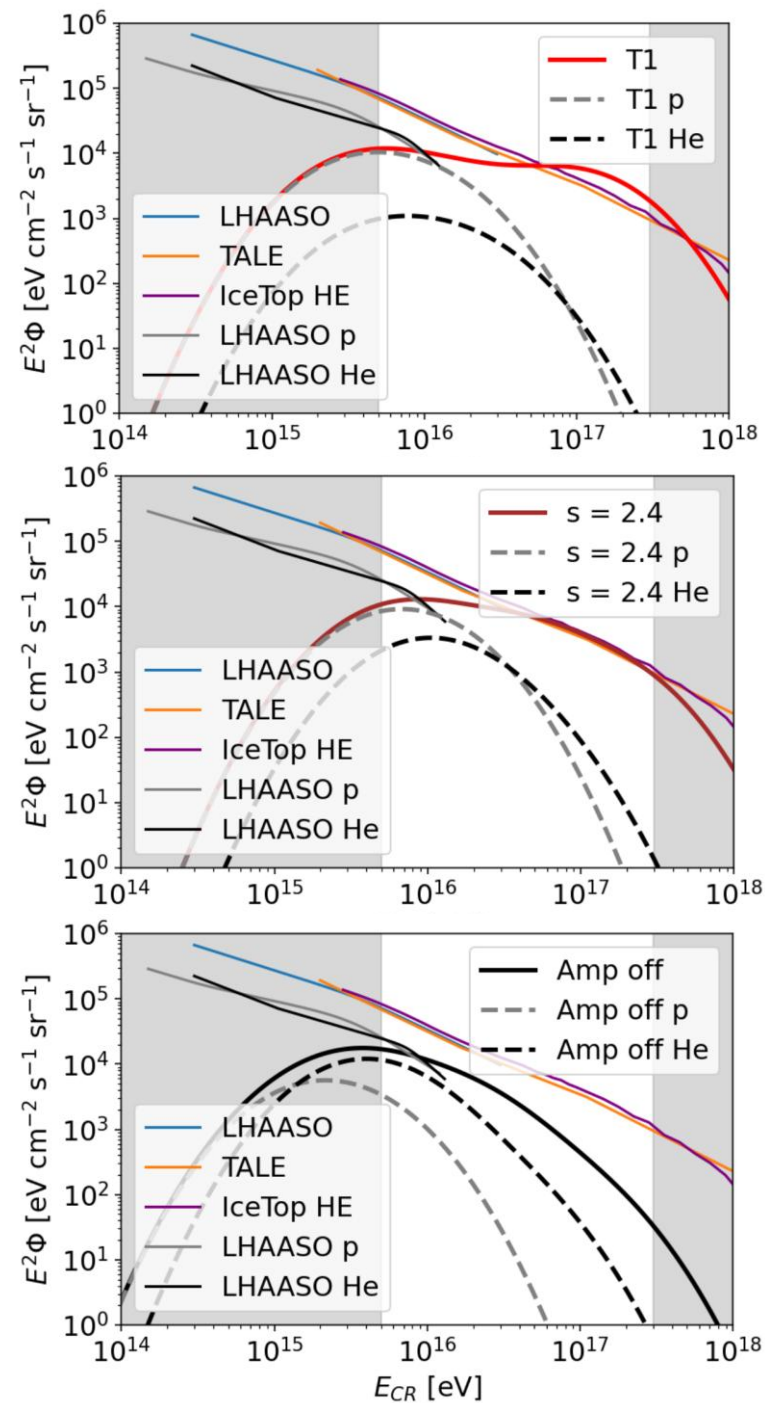 10^6
10^5
10^4
10^3
10^2
10^1
10^0
E^2Φ [eV cm^−2 s^−1 sr^−1]
T1
T1 p
T1 He
LHAASO
TALE
IceTop HE
LHAASO p
LHAASO He
10^14 10^15 10^16 10^17 10^18
10^6
10^5
10^4
10^3
10^2
10^1
10^0
E^2Φ [eV cm^−2 s^−1 sr^−1]
s = 2.4
s = 2.4 p
s = 2.4 He
LHAASO
TALE
IceTop HE
LHAASO p
LHAASO He
10^14 10^15 10^16 10^17 10^18
10^6
10^5
10^4
10^3
10^2
10^1
10^0
E^2Φ [eV cm^−2 s^−1 sr^−1]
Amp off
Amp off p
Amp off He
LHAASO
TALE
IceTop HE
LHAASO p
LHAASO He
10^14 10^15 10^16 10^17 10^18
E_CR [eV]